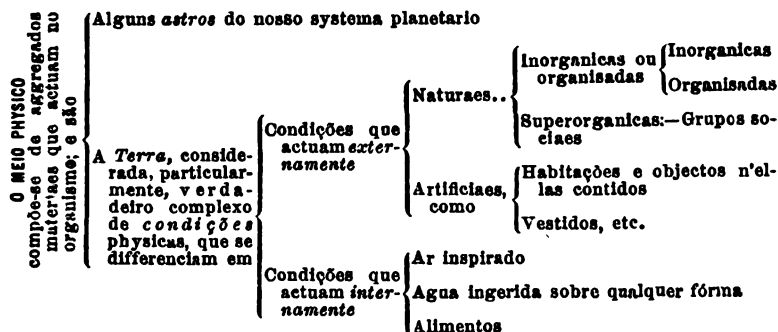 O MEIO PHYSICO
compõe-se de aggregados
materiaes que actuam no
organismo; e são
Alguns astros do nosso systema planetario
A Terra, conside-
rada, particular-
mente, verda-
deiro complexo
de condições
physicas, que se
differenciam em
Condições que
actuam exter-
namente
Naturaes..
Inorganicas ou
organisadas
Inorganicas
Organisadas
Superorganicas:—Grupos so-
ciaes
Artificiaes,
como
Habitações e objectos n'el-
las contidos
Vestidos, etc.
Condições que
actuam inter-
namente
Ar inspirado
Agua ingerida sobre qualquer fórma
Alimentos